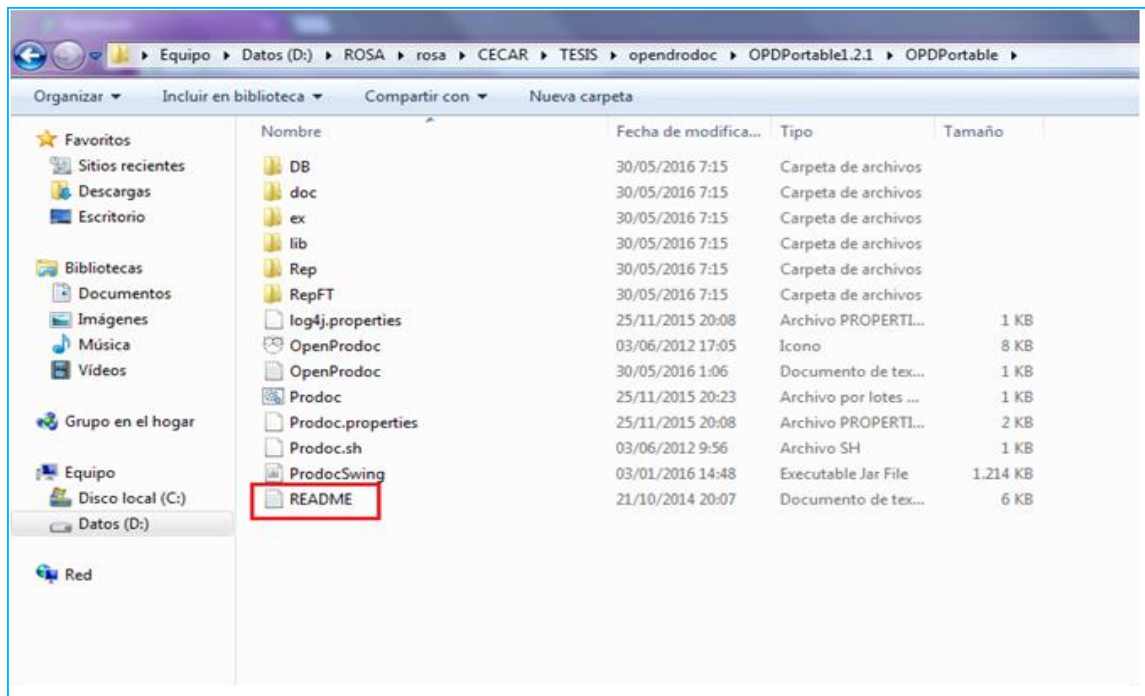 Equipo ▸ Datos (D:) ▸ ROSA ▸ rosa ▸ CECAR ▸ TESIS ▸ opendrodoc ▸ OPDPortable1.2.1 ▸ OPDPortable ▸
Organizar Incluir en biblioteca Compartir con Nueva carpeta
Favoritos
Sitios recientes
Descargas
Escritorio
Bibliotecas
Documentos
Imágenes
Música
Vídeos
Grupo en el hogar
Equipo
Disco local (C:)
Datos (D:)
Red
Nombre Fecha de modifica... Tipo Tamaño
DB 30/05/2016 7:15 Carpeta de archivos
doc 30/05/2016 7:15 Carpeta de archivos
ex 30/05/2016 7:15 Carpeta de archivos
lib 30/05/2016 7:15 Carpeta de archivos
Rep 30/05/2016 7:15 Carpeta de archivos
RepFT 30/05/2016 7:15 Carpeta de archivos
log4j.properties 25/11/2015 20:08 Archivo PROPERTI... 1 KB
OpenProdoc 03/06/2012 17:05 Icono 8 KB
OpenProdoc 30/05/2016 1:06 Documento de tex... 1 KB
Prodoc 25/11/2015 20:23 Archivo por lotes ... 1 KB
Prodoc.properties 25/11/2015 20:08 Archivo PROPERTI... 2 KB
Prodoc.sh 03/06/2012 9:56 Archivo SH 1 KB
ProdocSwing 03/01/2016 14:48 Executable Jar File 1.214 KB
README 21/10/2014 20:07 Documento de tex... 6 KB